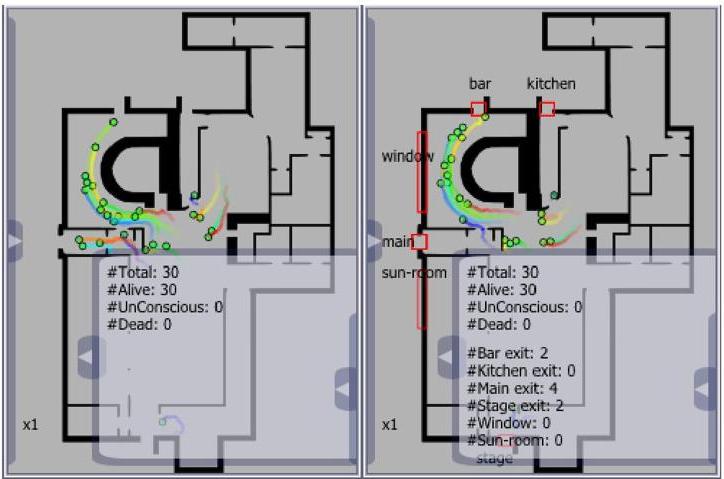 #Total: 30
#Alive: 30
#UnConscious: 0
#Dead: 0
x1
bar kitchen
window
main
sun-room
#Total: 30
#Alive: 30
#UnConscious: 0
#Dead: 0
#Bar exit: 2
#Kitchen exit: 0
#Main exit: 4
#Stage exit: 2
#Window: 0
#Sun-room: 0
stage
x1